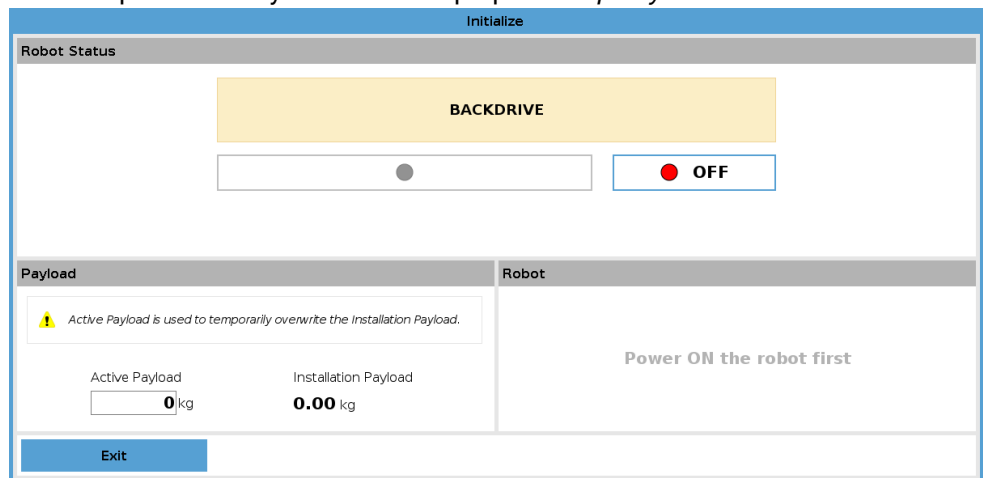 Initialize
Robot Status
BACKDRIVE
OFF
Payload
Robot
Active Payload is used to temporarily overwrite the Installation Payload.
Power ON the robot first
Active Payload
Installation Payload
0 kg
0.00 kg
Exit